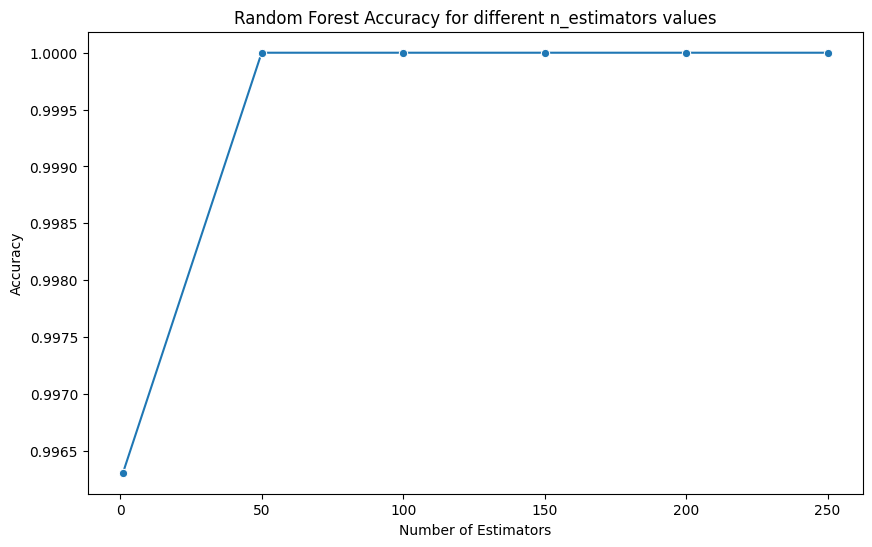 Random Forest Accuracy for different n_estimators values
1.0000
0.9995
0.9990
0.9985
0.9980
0.9975
0.9970
0.9965
Accuracy
0 50 100 150 200 250
Number of Estimators